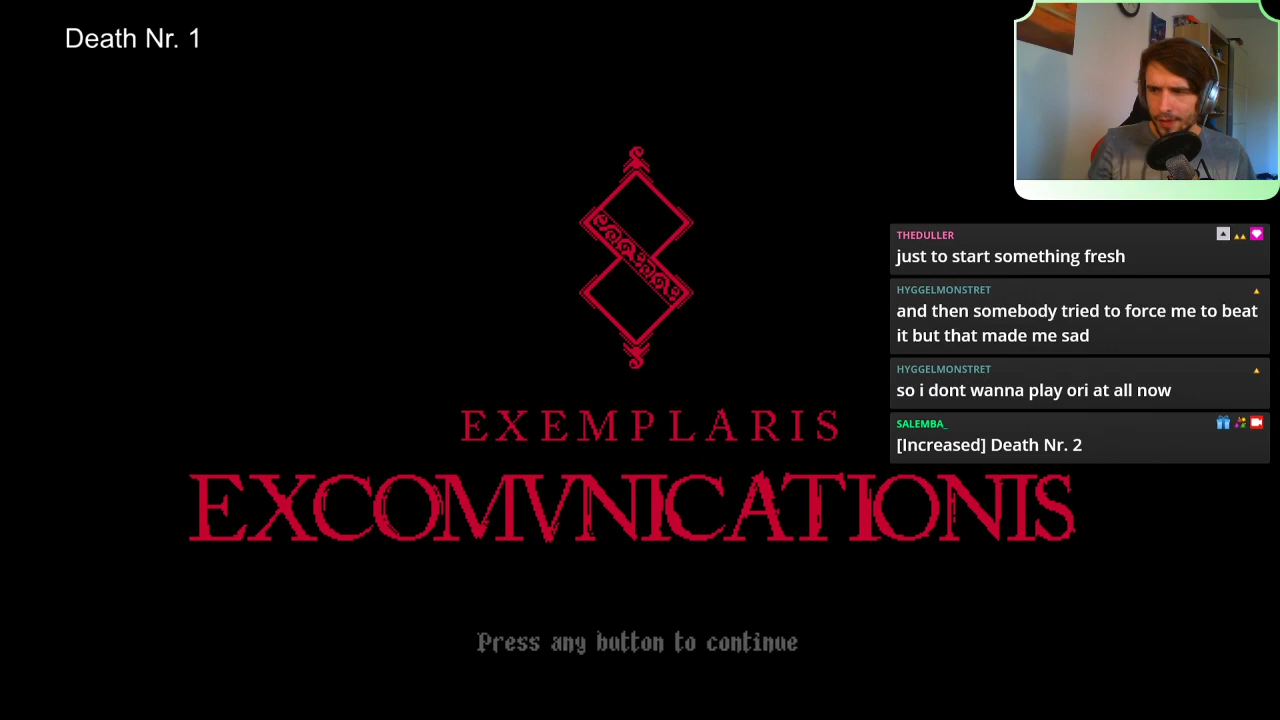 Death Nr. 1
THEDULLER
just to start something fresh
HYGGELMONSTRET
and then somebody tried to force me to beat
it but that made me sad
HYGGELMONSTRET
so i dont wanna play ori at all now
SALEMBA_
[Increased] Death Nr. 2
EXEMPLARIS
EXCOMVNICATIONIS
Press any button to continue